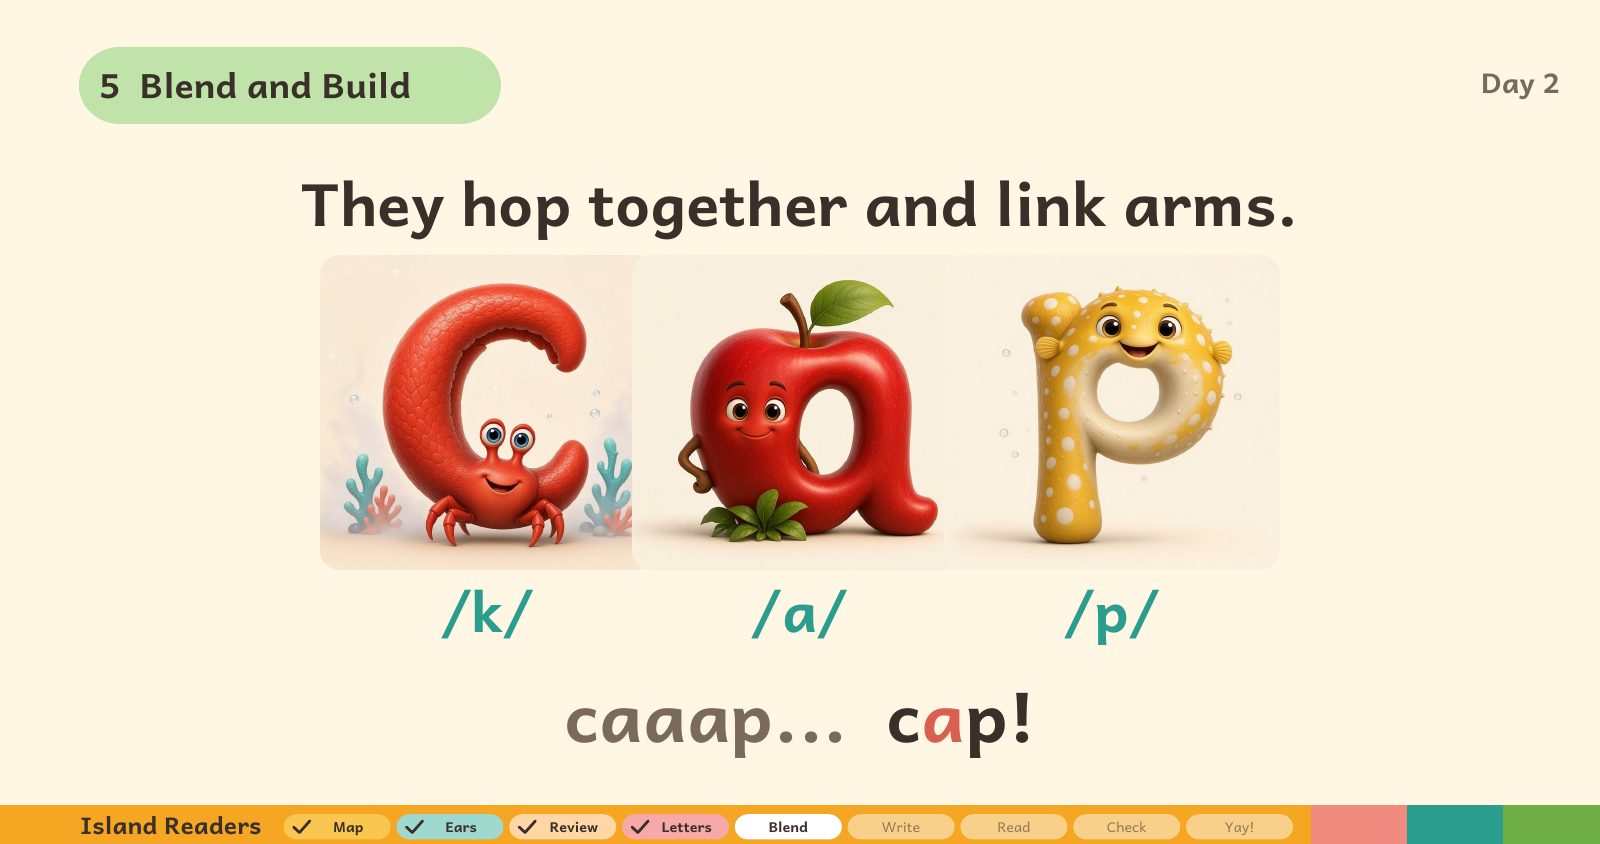 5 Blend and Build
Day 2
They hop together and link arms.
/k/ /a/ /p/
caaap... cap!
Island Readers Map Ears Review Letters Blend Write Read Check Yay!